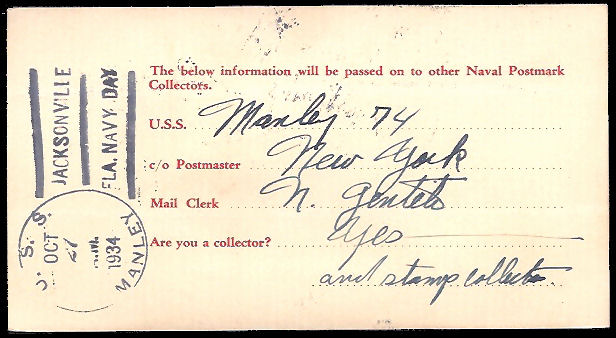 The below information will be passed on to other Naval Postmark
Collectors.
U.S.S. Manley 74
c/o Postmaster New York
Mail Clerk N. Gentets
Are you a collector? Yes
and stamp collector.
JACKSONVILLE
FLA. NAVY DAY
U. S. S. MANLEY
OCT
27
1934